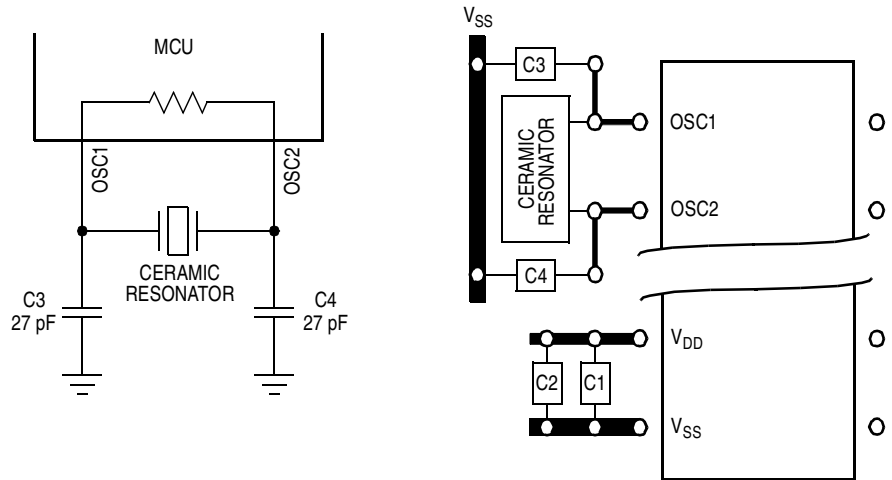 MCU
OSC1
OSC2
CERAMIC
RESONATOR
C3
27 pF
C4
27 pF
VSS
C3
CERAMIC
RESONATOR
C4
OSC1
OSC2
VDD
C2
C1
VSS